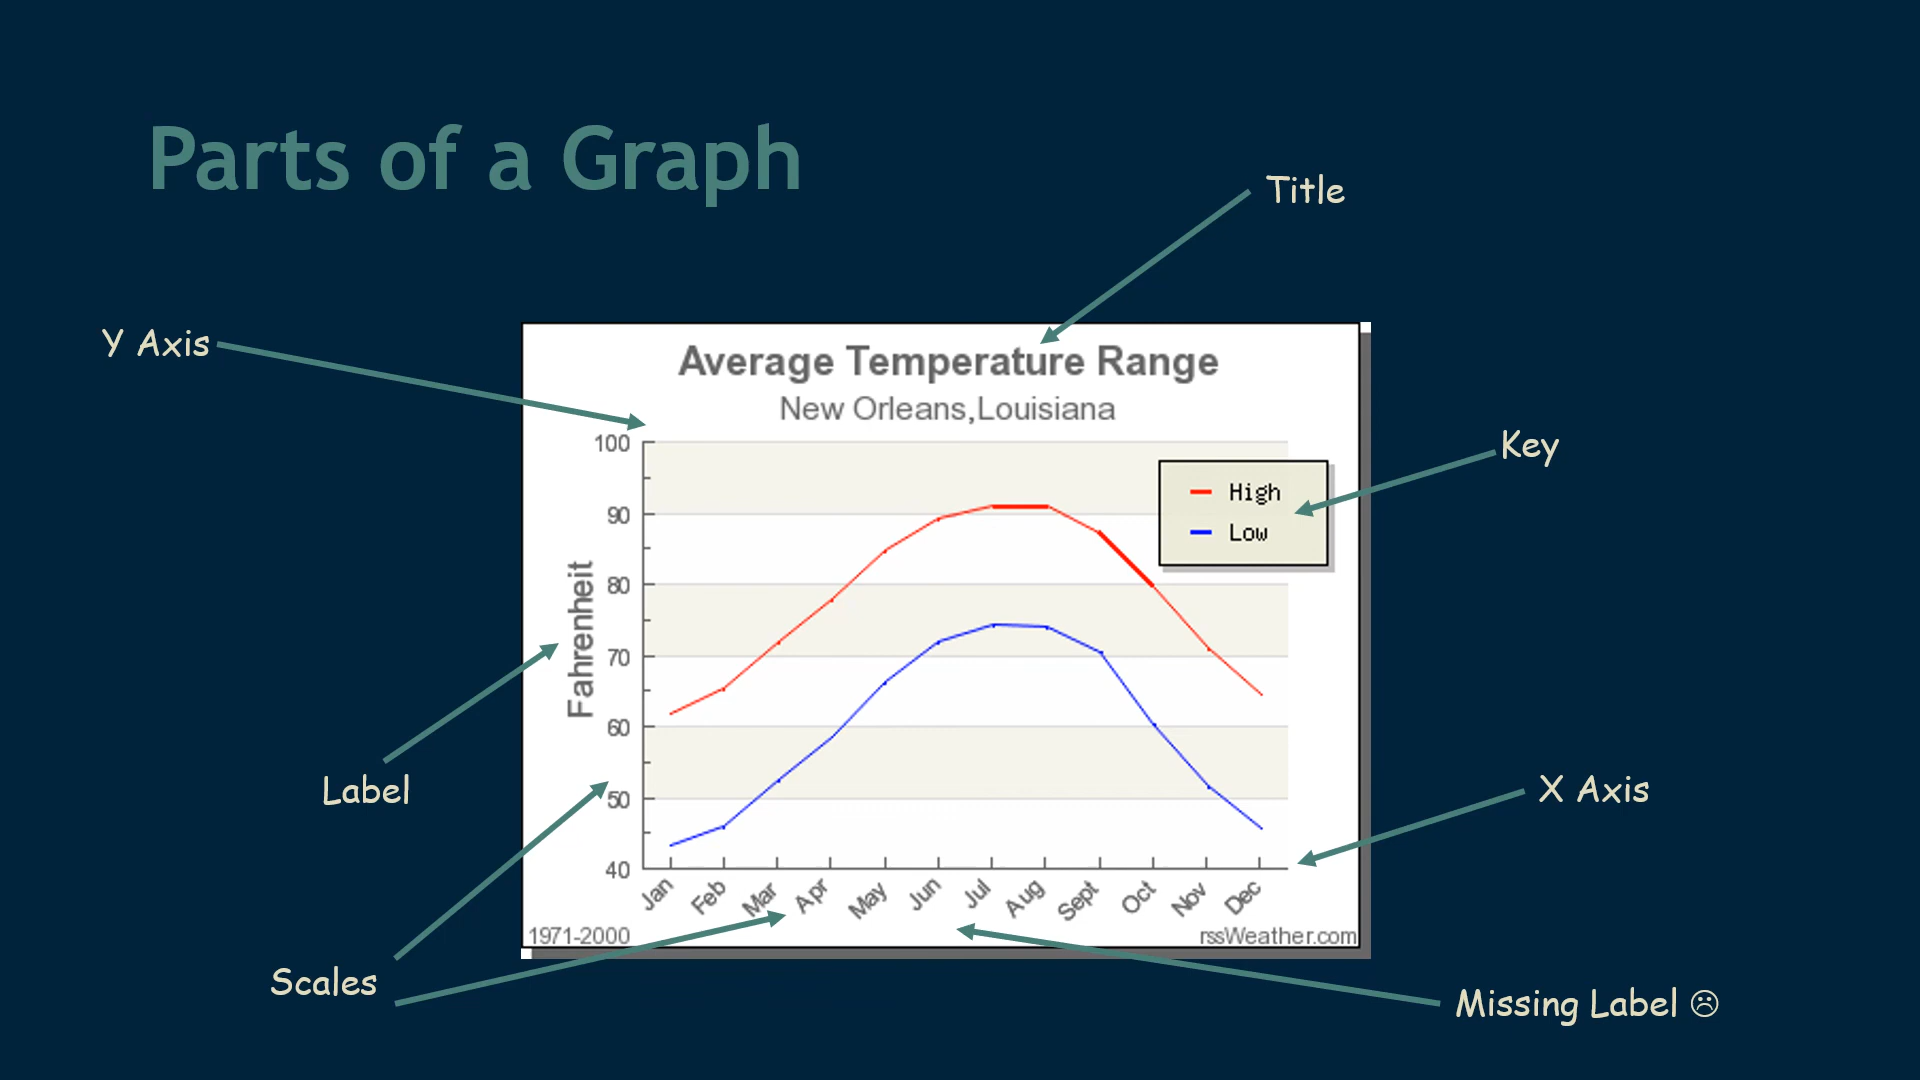 Parts of a Graph
Title
Y Axis
Average Temperature Range
New Orleans,Louisiana
Key
100
90
80
70
60
50
40
Fahrenheit
High
Low
Label
X Axis
Jan Feb Mar Apr May Jun Jul Aug Sept Oct Nov Dec
1971-2000
rssWeather.com
Scales
Missing Label ☹